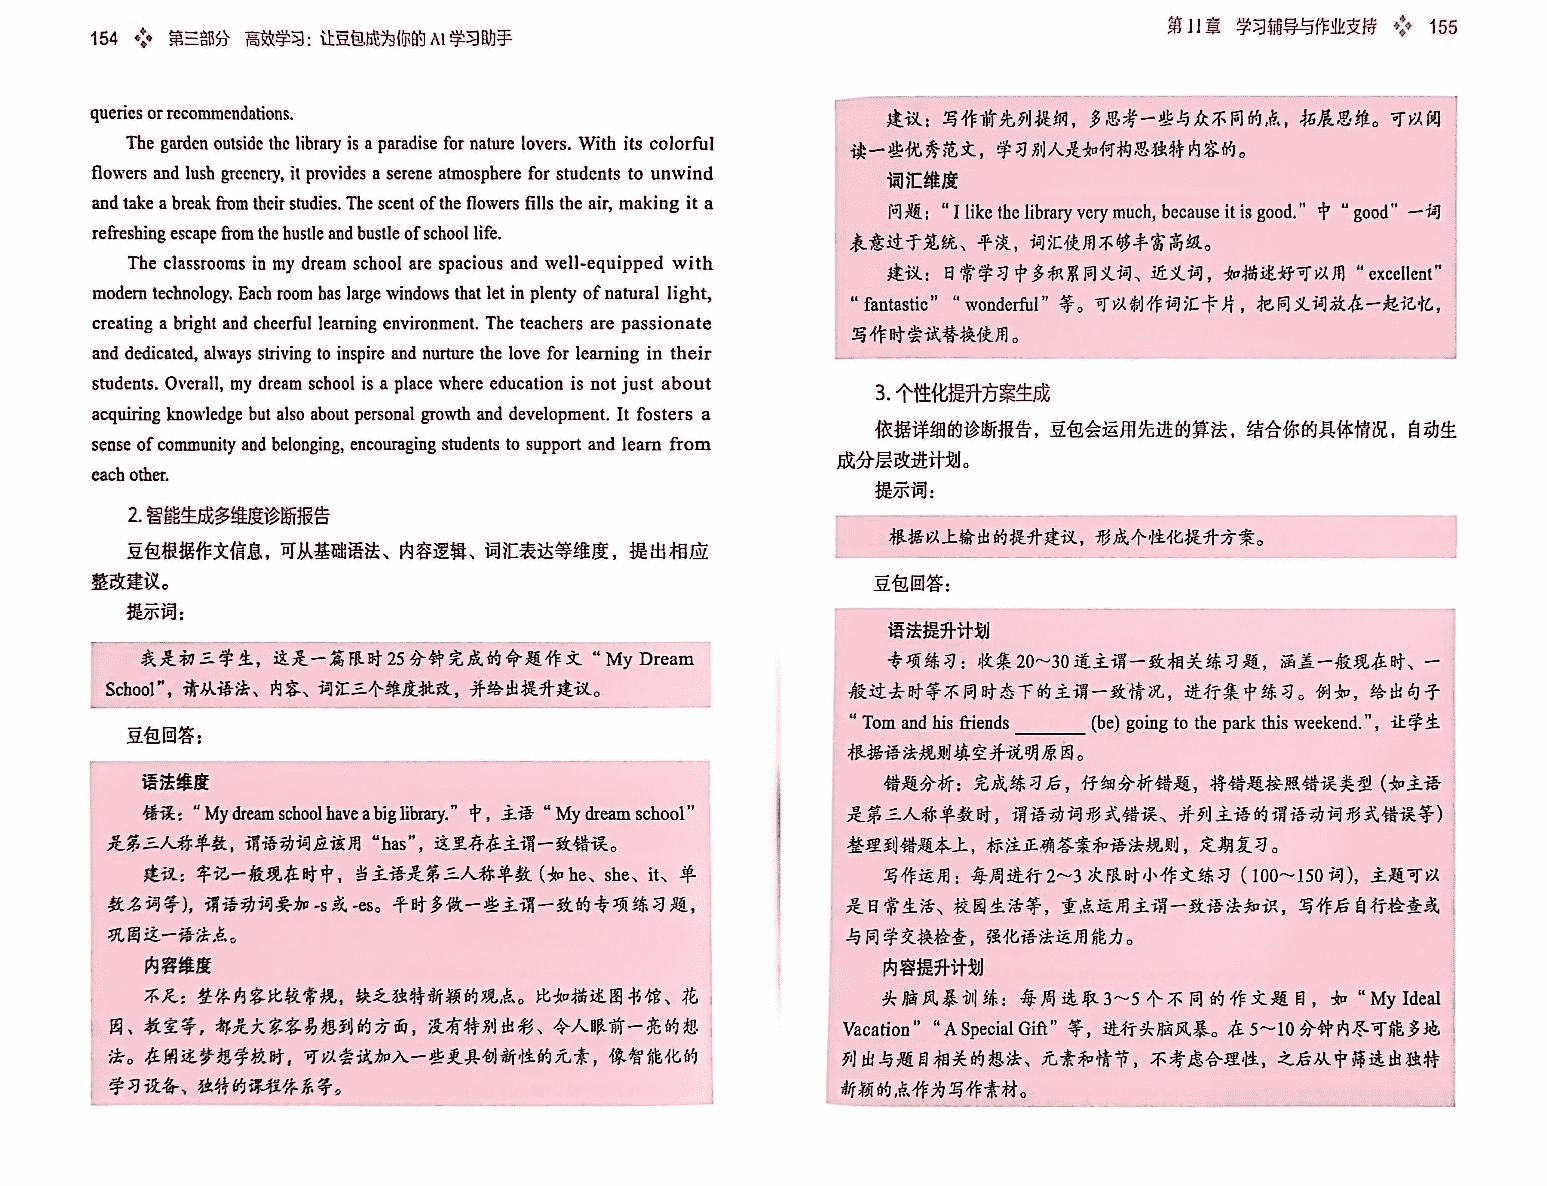 154 第三部分 高效学习：让豆包成为你的 AI 学习助手
queries or recommendations.
The garden outside the library is a paradise for nature lovers. With its colorful
flowers and lush greenery, it provides a serene atmosphere for students to unwind
and take a break from their studies. The scent of the flowers fills the air, making it a
refreshing escape from the hustle and bustle of school life.
The classrooms in my dream school are spacious and well-equipped with
modern technology. Each room has large windows that let in plenty of natural light,
creating a bright and cheerful learning environment. The teachers are passionate
and dedicated, always striving to inspire and nurture the love for learning in their
students. Overall, my dream school is a place where education is not just about
acquiring knowledge but also about personal growth and development. It fosters a
sense of community and belonging, encouraging students to support and learn from
each other.
2. 智能生成多维度诊断报告
豆包根据作文信息，可从基础语法、内容逻辑、词汇表达等维度，提出相应
整改建议。
提示词：
我是初三学生，这是一篇限时 25 分钟完成的命题作文“My Dream
School”，请从语法、内容、词汇三个维度批改，并给出提升建议。
豆包回答：
语法维度
错误：“My dream school have a big library.”中，主语“My dream school”
是第三人称单数，谓语动词应该用“has”，这里存在主谓一致错误。
建议：牢记一般现在时中，当主语是第三人称单数（如 he、she、it、单
数名词等），谓语动词要加 -s 或 -es。平时多做一些主谓一致的专项练习题，
巩固这一语法点。
内容维度
不足：整体内容比较常规，缺乏独特新颖的观点。比如描述图书馆、花
园、教室等，都是大家容易想到的方面，没有特别出彩、令人眼前一亮的想
法。在阐述梦想学校时，可以尝试加入一些更具创新性的元素，像智能化的
学习设备、独特的课程体系等。
第 11 章 学习辅导与作业支持 155
建议：写作前先列提纲，多思考一些与众不同的点，拓展思维。可以阅
读一些优秀范文，学习别人是如何构思独特内容的。
词汇维度
问题：“I like the library very much, because it is good.”中“good”一词
表意过于笼统、平淡，词汇使用不够丰富高级。
建议：日常学习中多积累同义词、近义词，如描述好可以用“excellent”
“fantastic”“wonderful”等。可以制作词汇卡片，把同义词放在一起记忆，
写作时尝试替换使用。
3. 个性化提升方案生成
依据详细的诊断报告，豆包会运用先进的算法，结合你的具体情况，自动生
成分层改进计划。
提示词：
根据以上输出的提升建议，形成个性化提升方案。
豆包回答：
语法提升计划
专项练习：收集 20～30 道主谓一致相关练习题，涵盖一般现在时、一
般过去时等不同时态下的主谓一致情况，进行集中练习。例如，给出句子
“Tom and his friends _______ (be) going to the park this weekend.”，让学生
根据语法规则填空并说明原因。
错题分析：完成练习后，仔细分析错题，将错题按照错误类型（如主语
是第三人称单数时，谓语动词形式错误、并列主语的谓语动词形式错误等）
整理到错题本上，标注正确答案和语法规则，定期复习。
写作运用：每周进行 2～3 次限时小作文练习（100～150 词），主题可以
是日常生活、校园生活等，重点运用主谓一致语法知识，写作后自行检查或
与同学交换检查，强化语法运用能力。
内容提升计划
头脑风暴训练：每周选取 3～5 个不同的作文题目，如“My Ideal
Vacation”“A Special Gift”等，进行头脑风暴。在 5～10 分钟内尽可能多地
列出与题目相关的想法、元素和情节，不考虑合理性，之后从中筛选出独特
新颖的点作为写作素材。